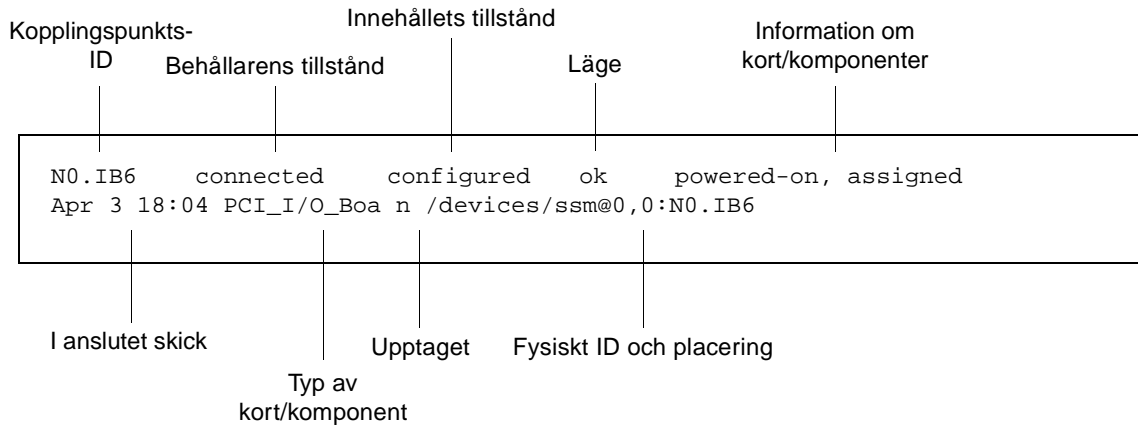 Kopplingspunkts-
ID
Behållarens tillstånd
Innehållets tillstånd
Läge
Information om
kort/komponenter
N0.IB6 connected configured ok powered-on, assigned
Apr 3 18:04 PCI_I/O_Boa n /devices/ssm@0,0:N0.IB6
I anslutet skick
Typ av
kort/komponent
Upptaget
Fysiskt ID och placering